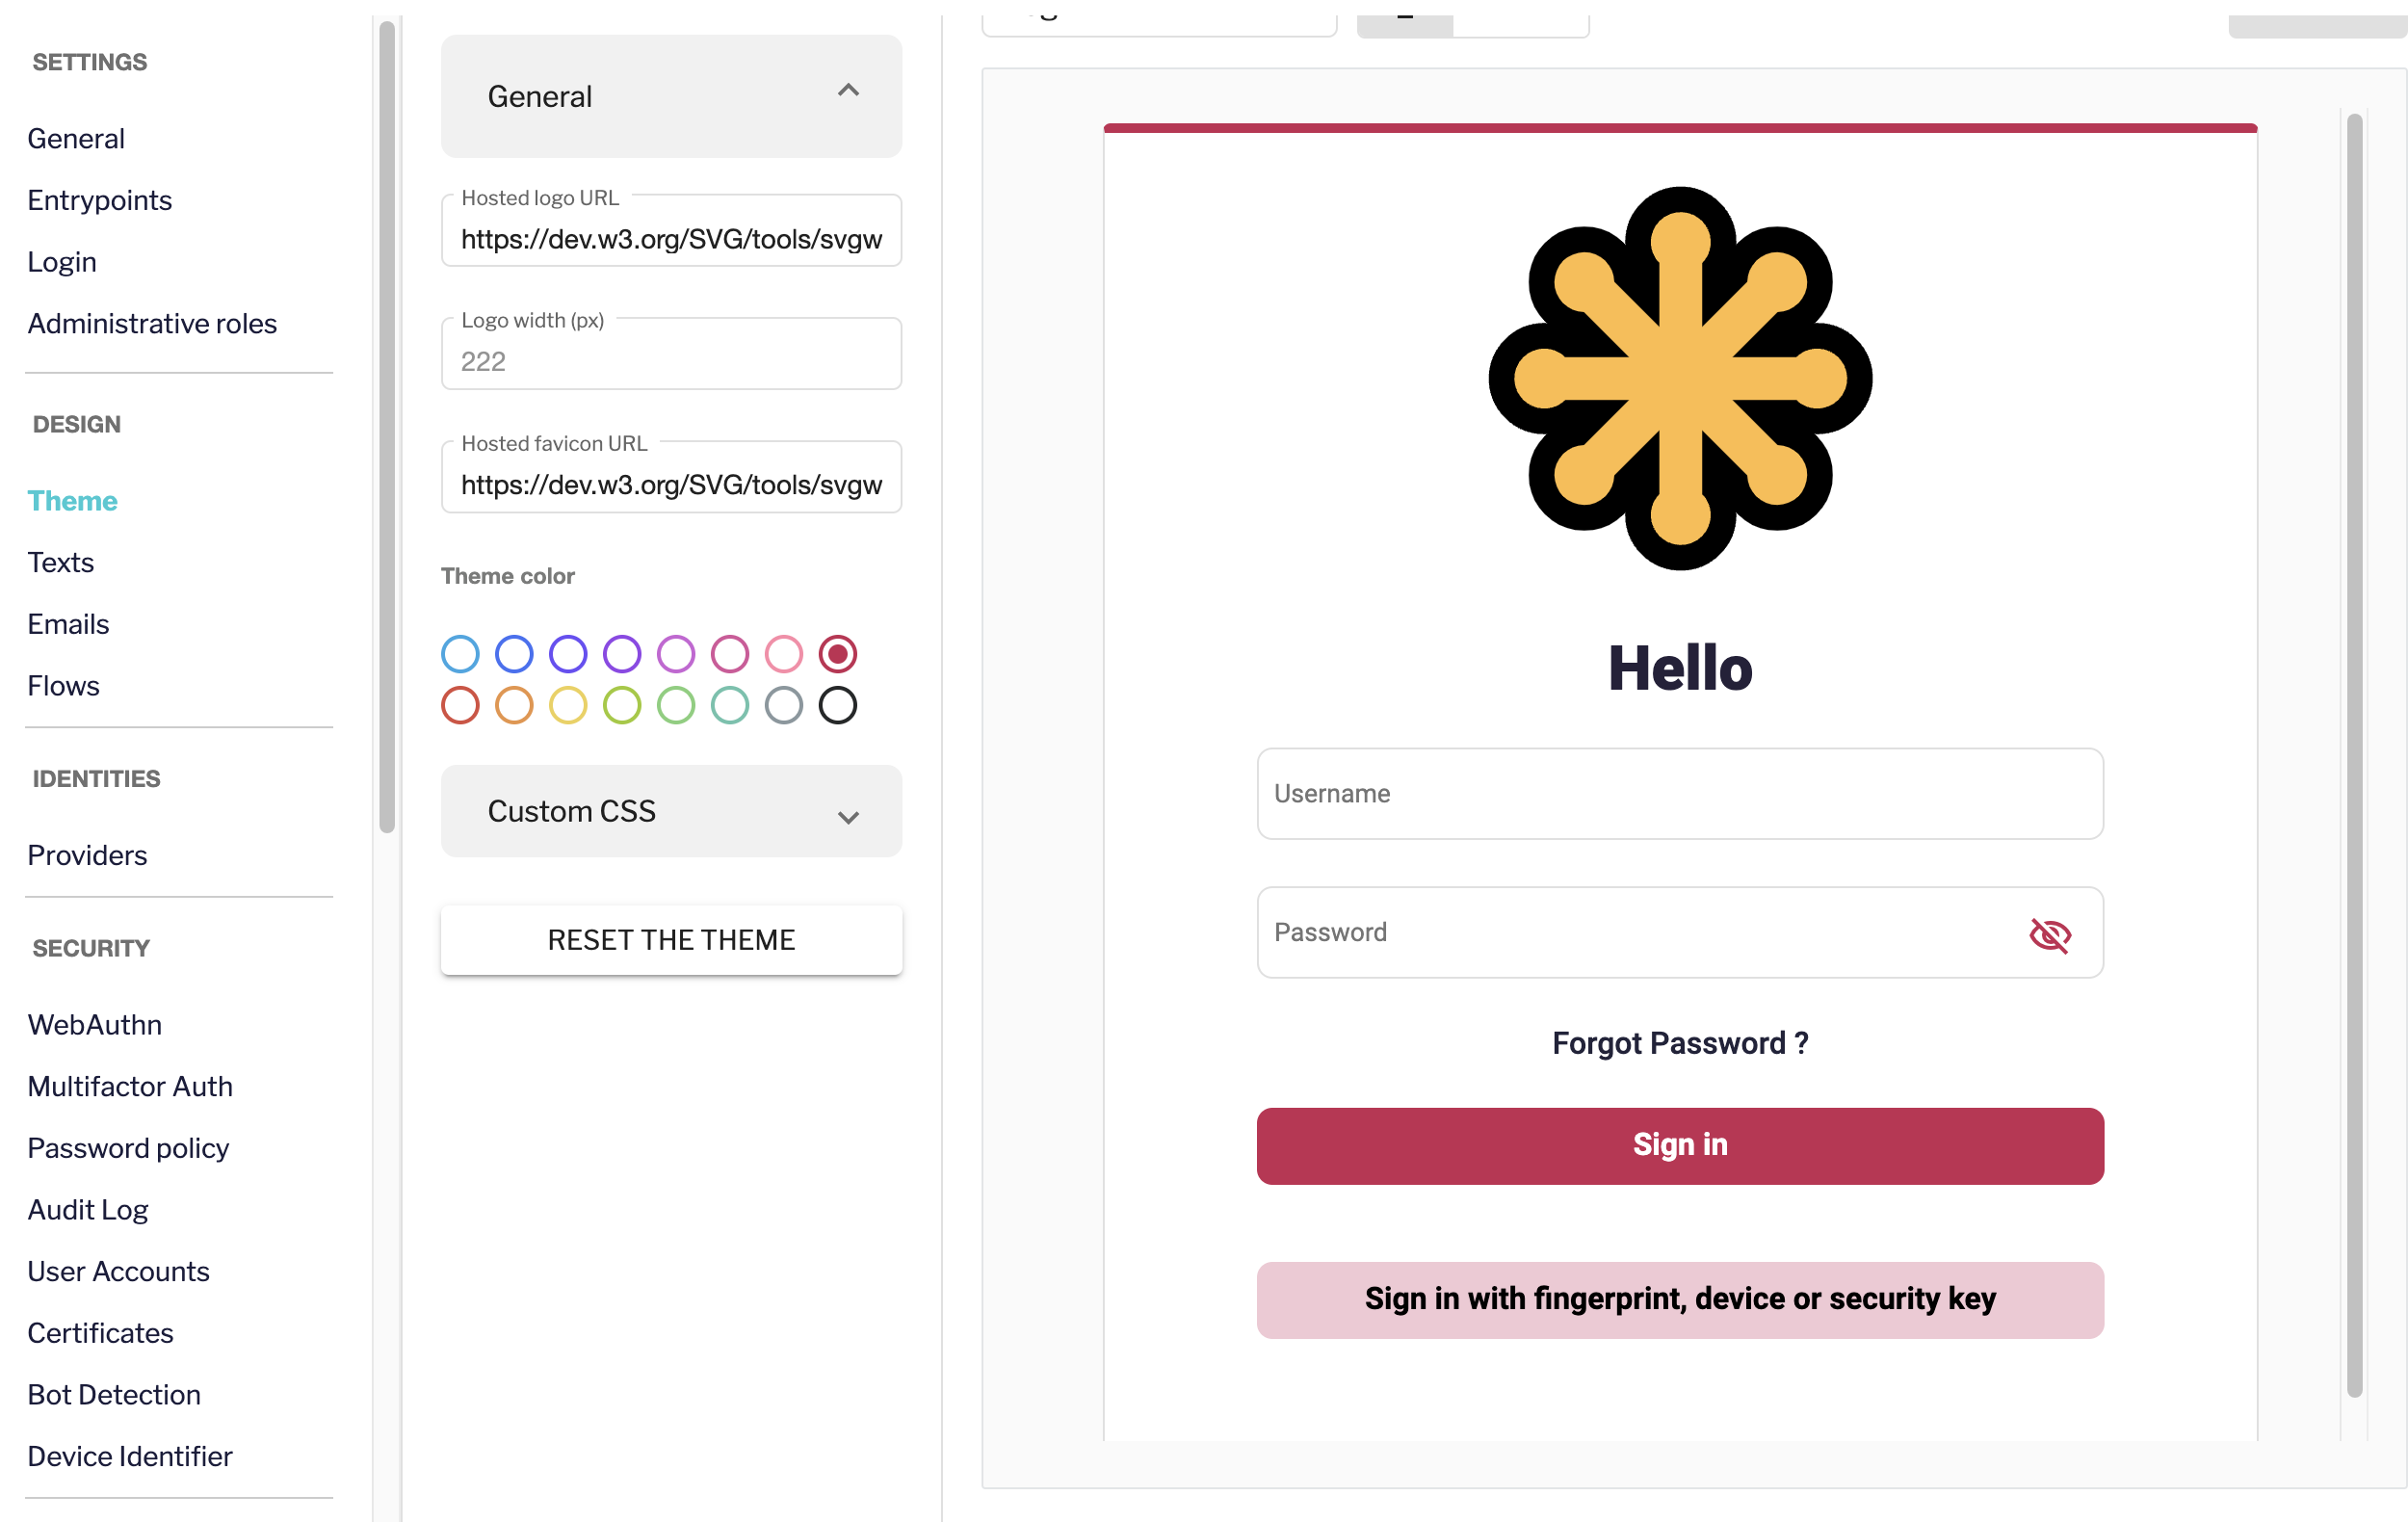 SETTINGS
General
Entrypoints
Login
Administrative roles
DESIGN
Theme
Texts
Emails
Flows
IDENTITIES
Providers
SECURITY
WebAuthn
Multifactor Auth
Password policy
Audit Log
User Accounts
Certificates
Bot Detection
Device Identifier
General
Hosted logo URL
https://dev.w3.org/SVG/tools/svgw
Logo width (px)
222
Hosted favicon URL
https://dev.w3.org/SVG/tools/svgw
Theme color
Custom CSS
RESET THE THEME
Hello
Username
Password
Forgot Password ?
Sign in
Sign in with fingerprint, device or security key